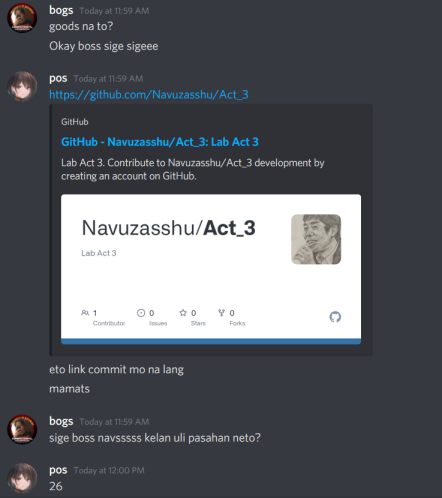 bogs Today at 11:59 AM
goods na to?
Okay boss sige sigeee
pos Today at 11:59 AM
https://github.com/Navuzasshu/Act_3
GitHub
GitHub - Navuzasshu/Act_3: Lab Act 3
Lab Act 3. Contribute to Navuzasshu/Act_3 development by
creating an account on GitHub.
Navuzasshu/Act_3
Lab Act 3
1 Contributor
0 Issues
0 Stars
0 Forks
eto link commit mo na lang
mamats
bogs Today at 11:59 AM
sige boss navsssss kelan uli pasahan neto?
pos Today at 12:00 PM
26